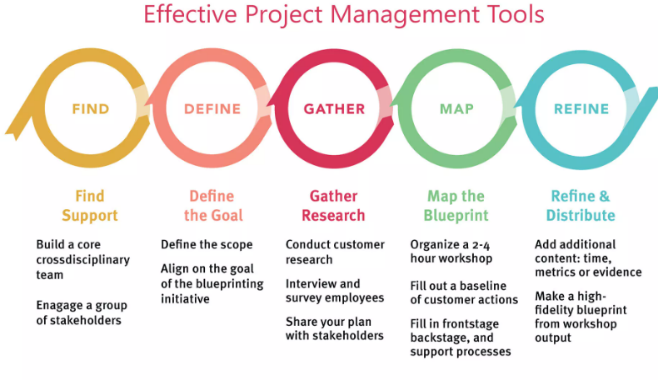 Effective Project Management Tools
FIND
DEFINE
GATHER
MAP
REFINE
Find
Support
Build a core
crossdisciplinary
team
Enagage a group
of stakeholders
Define
the Goal
Define the scope
Align on the goal
of the blueprinting
initiative
Gather
Research
Conduct customer
research
Interview and
survey employees
Share your plan
with stakeholders
Map the
Blueprint
Organize a 2-4
hour workshop
Fill out a baseline
of customer actions
Fill in frontstage
backstage, and
support processes
Refine &
Distribute
Add additional
content: time,
metrics or evidence
Make a high-
fidelity blueprint
from workshop
output